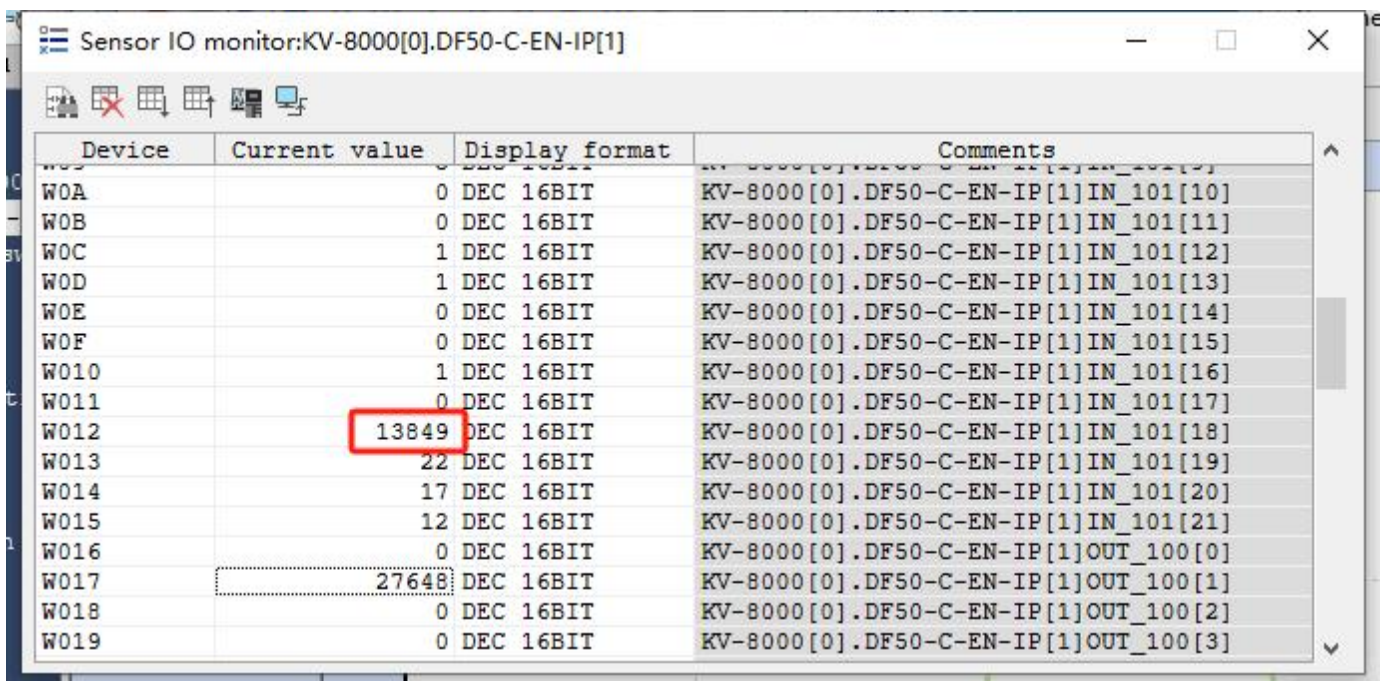 Sensor IO monitor:KV-8000[0].DF50-C-EN-IP[1]
Device Current value Display format Comments
W0A 0 DEC 16BIT KV-8000[0].DF50-C-EN-IP[1]IN_101[10]
W0B 0 DEC 16BIT KV-8000[0].DF50-C-EN-IP[1]IN_101[11]
W0C 1 DEC 16BIT KV-8000[0].DF50-C-EN-IP[1]IN_101[12]
W0D 1 DEC 16BIT KV-8000[0].DF50-C-EN-IP[1]IN_101[13]
W0E 0 DEC 16BIT KV-8000[0].DF50-C-EN-IP[1]IN_101[14]
W0F 0 DEC 16BIT KV-8000[0].DF50-C-EN-IP[1]IN_101[15]
W010 1 DEC 16BIT KV-8000[0].DF50-C-EN-IP[1]IN_101[16]
W011 0 DEC 16BIT KV-8000[0].DF50-C-EN-IP[1]IN_101[17]
W012 13849 DEC 16BIT KV-8000[0].DF50-C-EN-IP[1]IN_101[18]
W013 22 DEC 16BIT KV-8000[0].DF50-C-EN-IP[1]IN_101[19]
W014 17 DEC 16BIT KV-8000[0].DF50-C-EN-IP[1]IN_101[20]
W015 12 DEC 16BIT KV-8000[0].DF50-C-EN-IP[1]IN_101[21]
W016 0 DEC 16BIT KV-8000[0].DF50-C-EN-IP[1]OUT_100[0]
W017 27648 DEC 16BIT KV-8000[0].DF50-C-EN-IP[1]OUT_100[1]
W018 0 DEC 16BIT KV-8000[0].DF50-C-EN-IP[1]OUT_100[2]
W019 0 DEC 16BIT KV-8000[0].DF50-C-EN-IP[1]OUT_100[3]